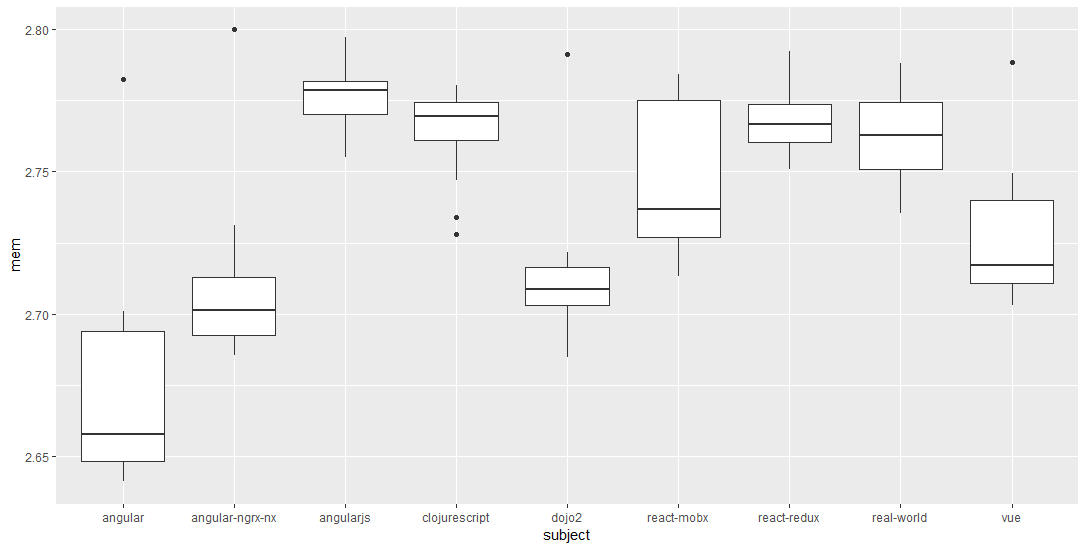 2.80
2.75
2.70
2.65
mem
angular angular-ngrx-nx angularjs clojurescript dojo2 react-mobx react-redux real-world vue
subject